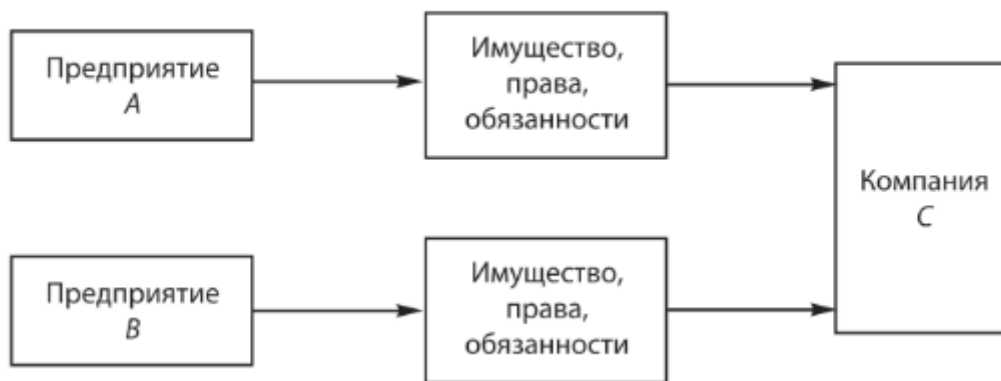 Предприятие
A
Имущество,
права,
обязанности
Предприятие
B
Имущество,
права,
обязанности
Компания
C